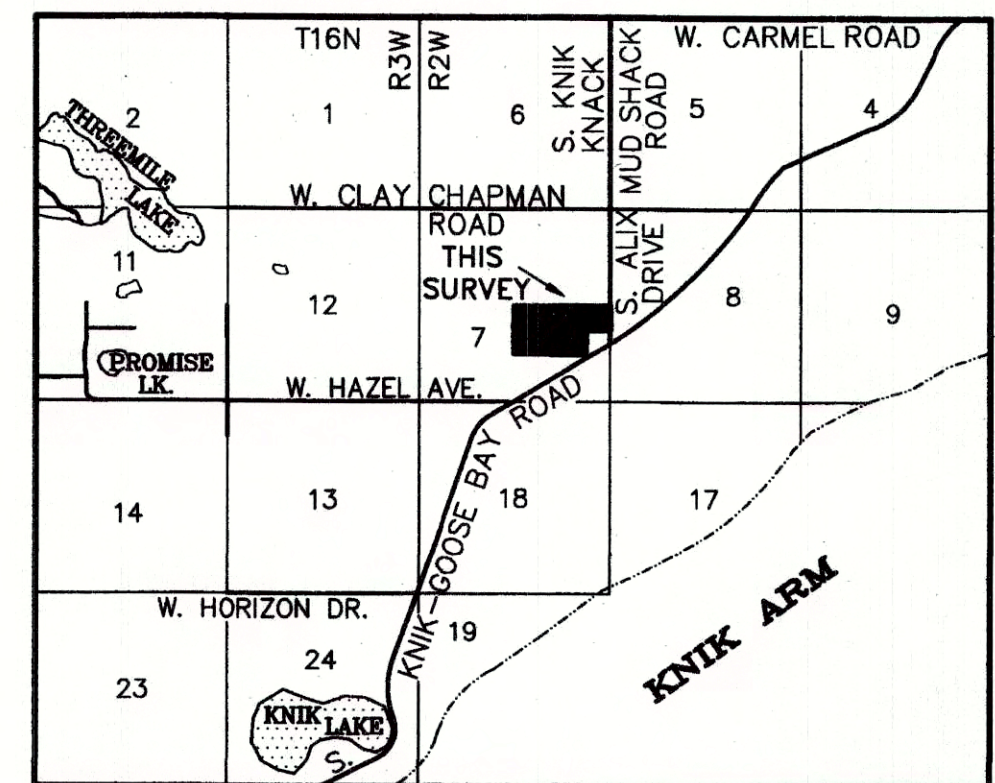 T16N
R3W
R2W
W. CARMEL ROAD
S. KNIK
KNACK
MUD SHACK
ROAD
2
1
6
5
4
THREEMILE
LAKE
W. CLAY CHAPMAN
ROAD
THIS
SURVEY
S. ALIX
DRIVE
11
12
7
8
9
PROMISE
LK.
W. HAZEL AVE.
KNIK-GOOSE BAY ROAD
14
13
18
17
W. HORIZON DR.
19
KNIK ARM
23
24
KNIK LAKE
S.